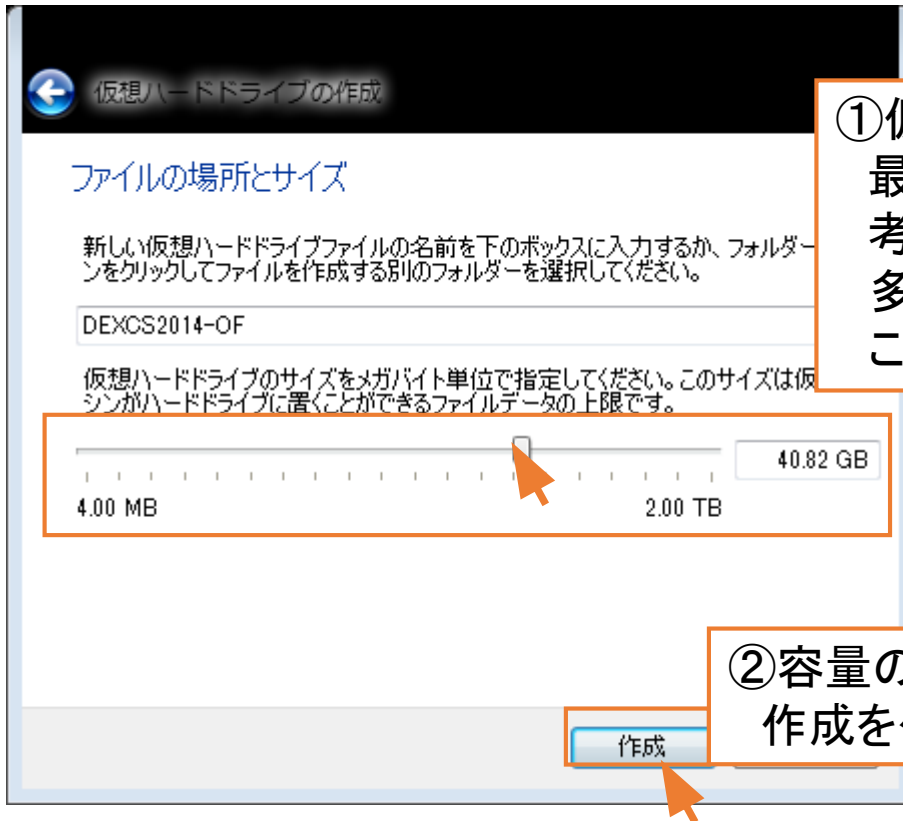 仮想ハードドライブの作成
ファイルの場所とサイズ
新しい仮想ハードドライブファイルの名前を下のボックスに入力するか、フォルダー
ンをクリックしてファイルを作成する別のフォルダーを選択してください。
DEXCS2014-OF
仮想ハードドライブのサイズをメガバイト単位で指定してください。このサイズは仮
シンがハードドライブに置くことができるファイルデータの上限です。
40.82 GB
4.00 MB
2.00 TB
①仮
最
考
多
こ
②容量の
作成を
作成